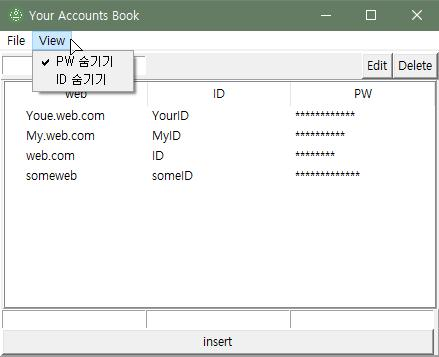 Your Accounts Book
File View
PW 숨기기
ID 숨기기
Edit Delete
web ID PW
Youe.web.com YourID ***********
My.web.com MyID **********
web.com ID ********
someweb someID *************
insert